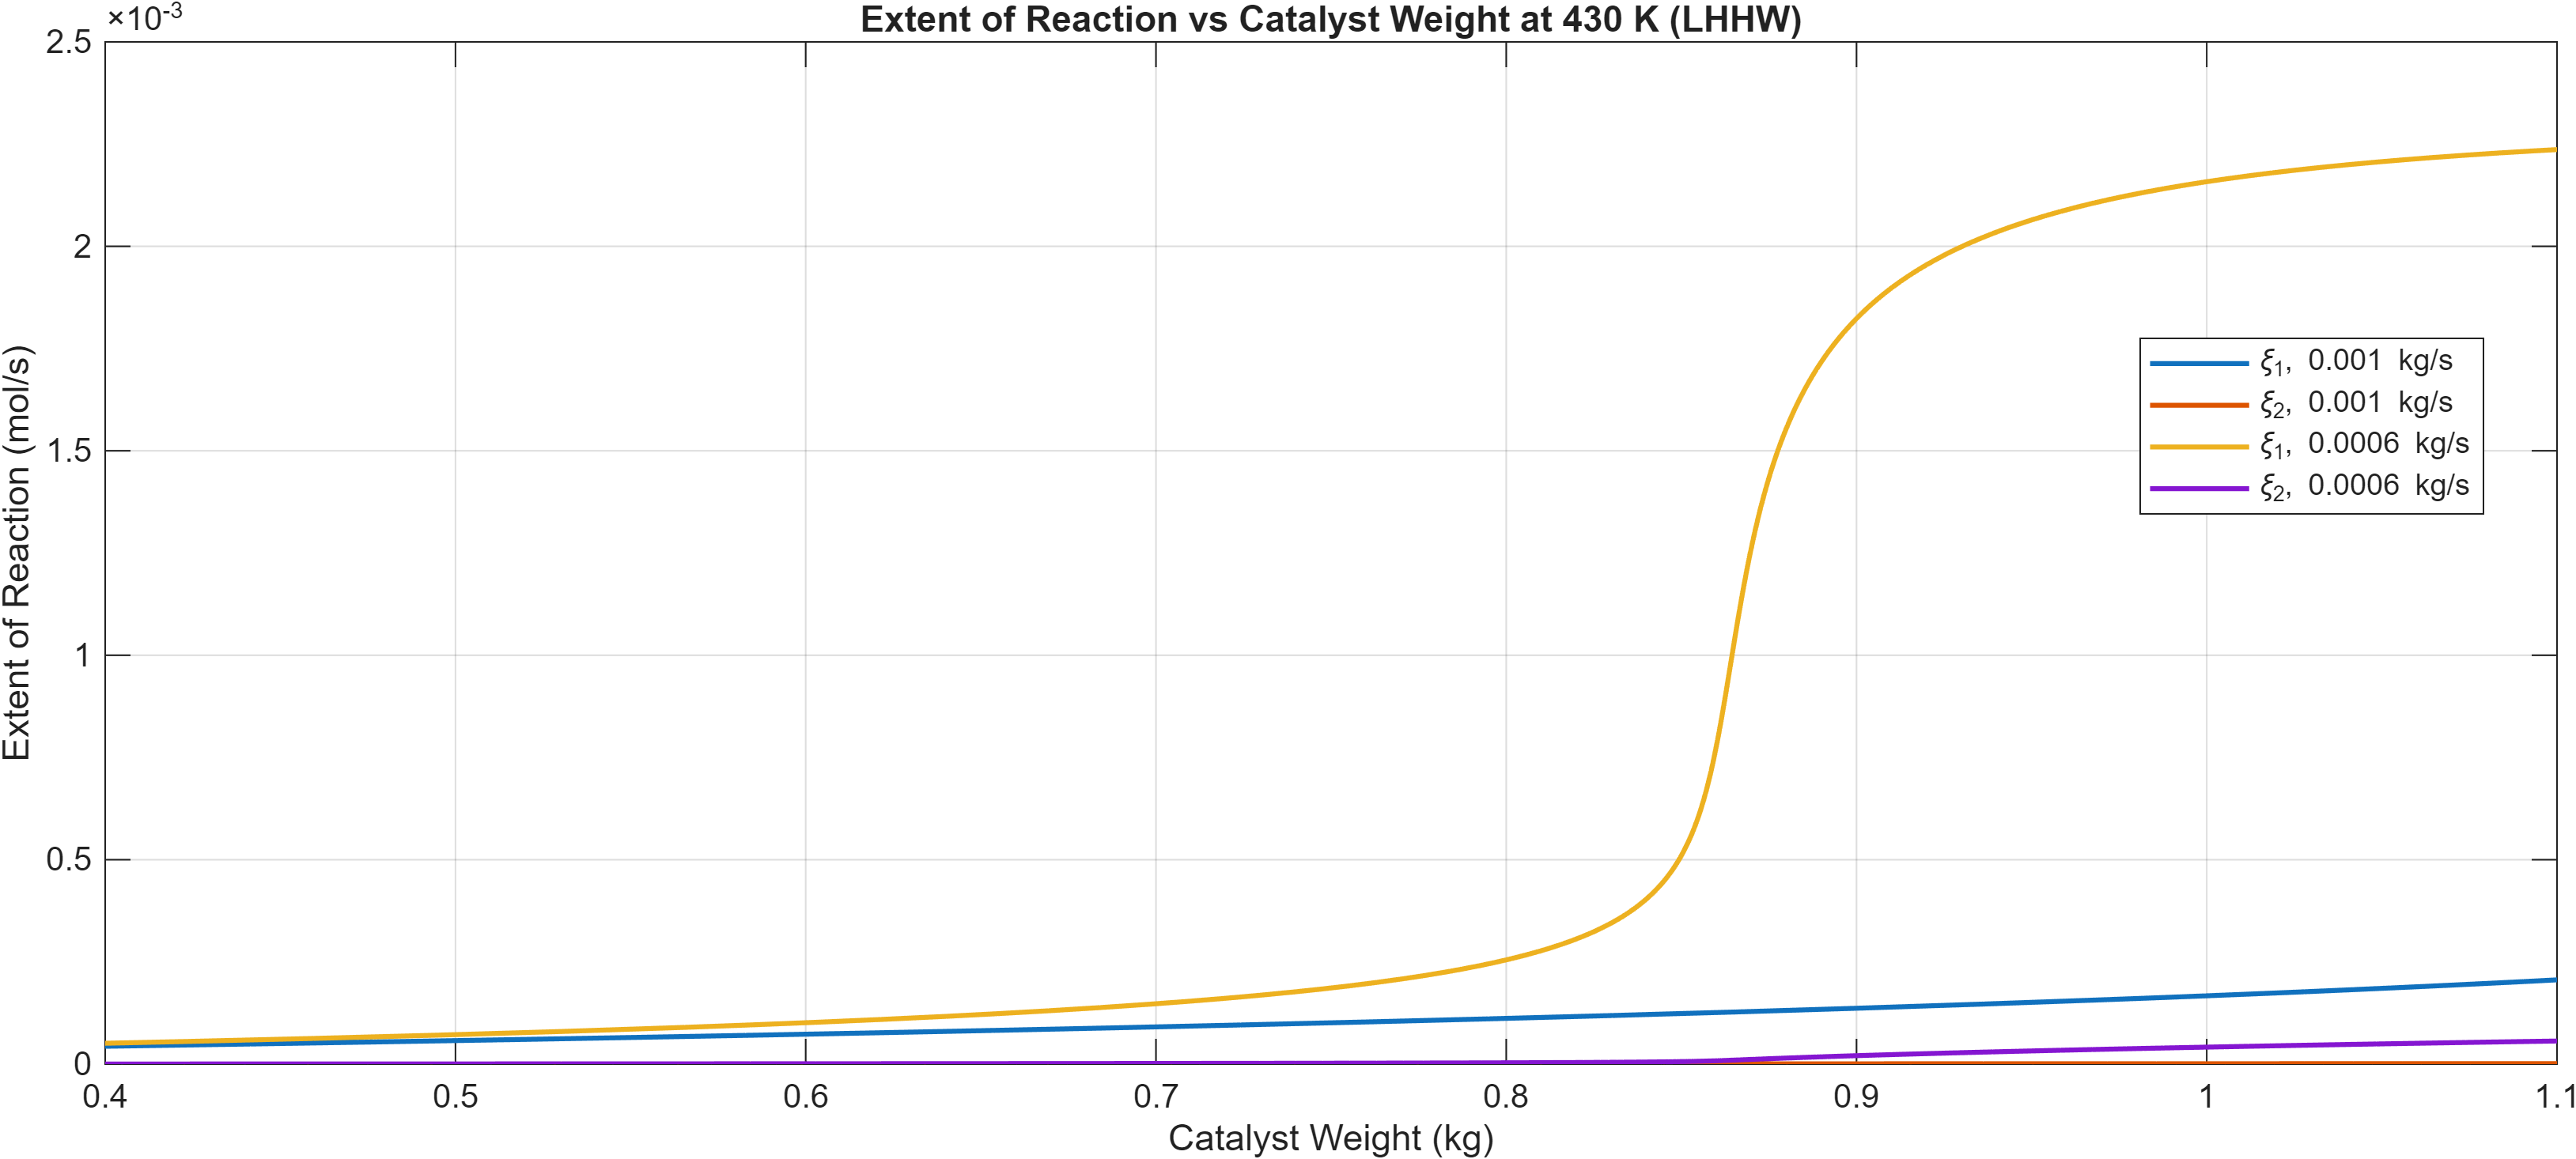 ×10⁻³
Extent of Reaction vs Catalyst Weight at 430 K (LHHW)
2.5
2
1.5
1
0.5
0
Extent of Reaction (mol/s)
ξ₁, 0.001 kg/s
ξ₂, 0.001 kg/s
ξ₁, 0.0006 kg/s
ξ₂, 0.0006 kg/s
0.4 0.5 0.6 0.7 0.8 0.9 1 1.1
Catalyst Weight (kg)